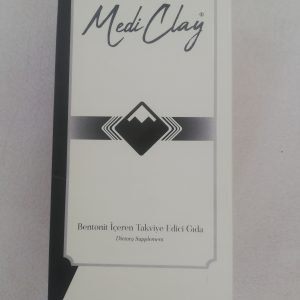 Medi Clay®
Bentonit İçeren Takviye Edici Gıda
Dietary Supplement